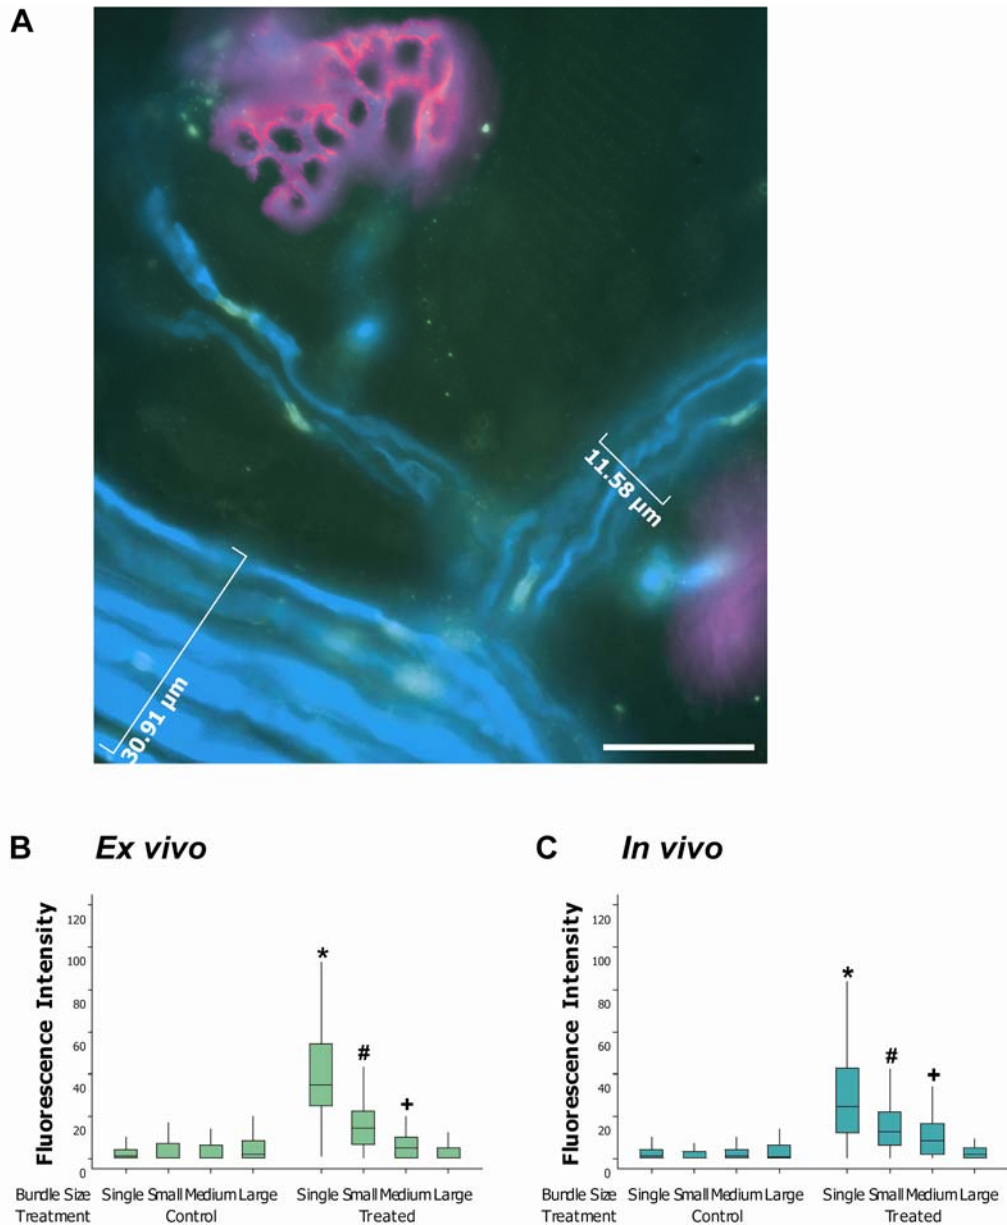 A
11.58 µm
30.91 µm
B Ex vivo
Fluorescence Intensity
120
100
80
60
40
20
0
*
#
+
Bundle Size Single Small Medium Large Single Small Medium Large
Treatment Control Treated
C In vivo
Fluorescence Intensity
120
100
80
60
40
20
0
*
#
+
Bundle Size Single Small Medium Large Single Small Medium Large
Treatment Control Treated